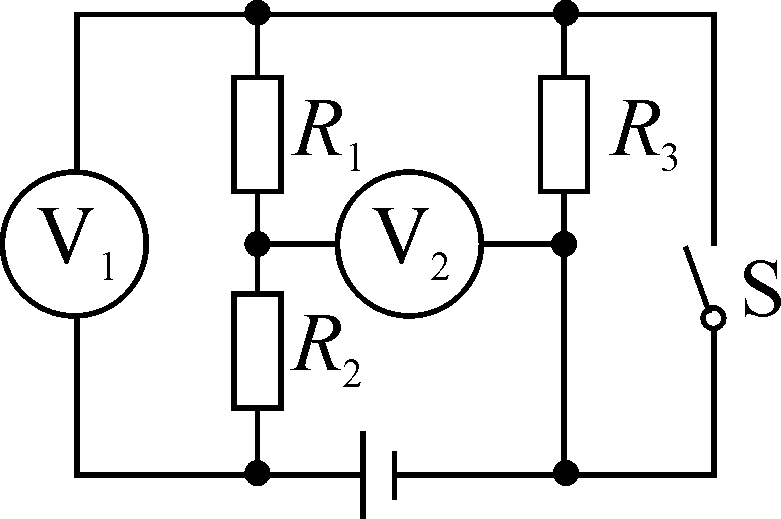 R₁
R₃
V₁
V₂
S
R₂